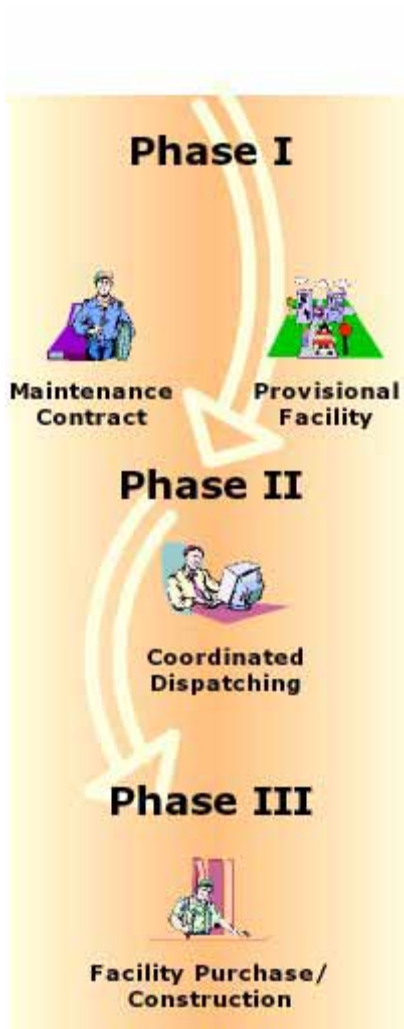 Phase I
Maintenance
Contract
Provisional
Facility
Phase II
Coordinated
Dispatching
Phase III
Facility Purchase/
Construction